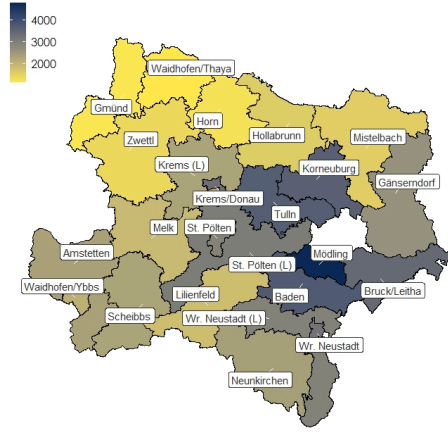 4000
3000
2000
Waidhofen/Thaya
Gmünd
Horn
Hollabrunn
Mistelbach
Zwettl
Krems (L)
Korneuburg
Gänserndorf
Krems/Donau
Tulln
Melk
St. Pölten
Amstetten
Mödling
St. Pölten (L)
Waidhofen/Ybbs
Lilienfeld
Baden
Bruck/Leitha
Scheibbs
Wr. Neustadt (L)
Wr. Neustadt
Neunkirchen